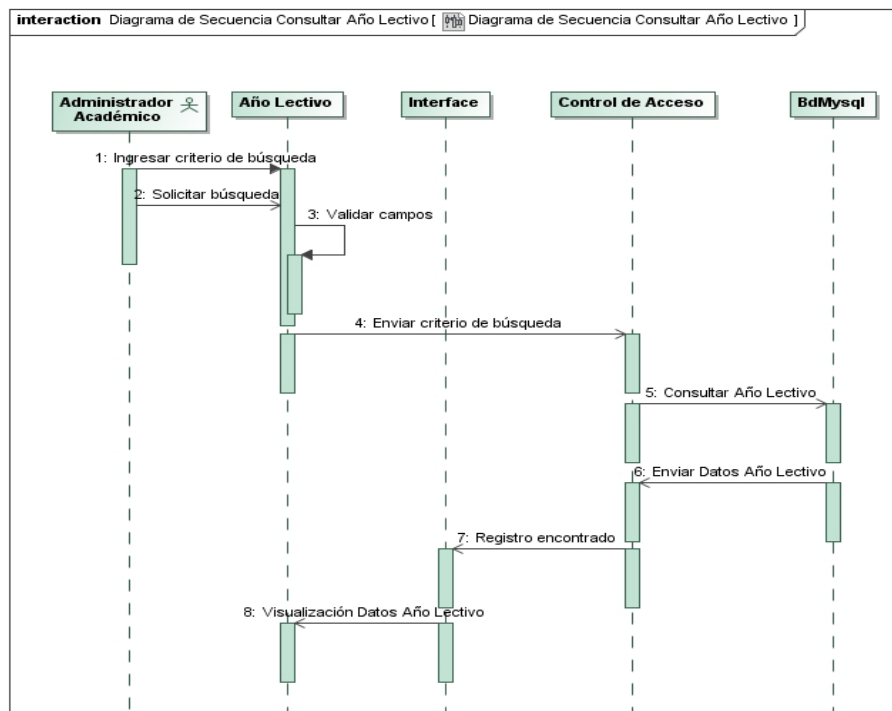 interaction Diagrama de Secuencia Consultar Año Lectivo [ Diagrama de Secuencia Consultar Año Lectivo ]
Administrador
Académico
Año Lectivo
Interface
Control de Acceso
BdMysql
1: Ingresar criterio de búsqueda
2: Solicitar búsqueda
3: Validar campos
4: Enviar criterio de búsqueda
5: Consultar Año Lectivo
6: Enviar Datos Año Lectivo
7: Registro encontrado
8: Visualización Datos Año Lectivo